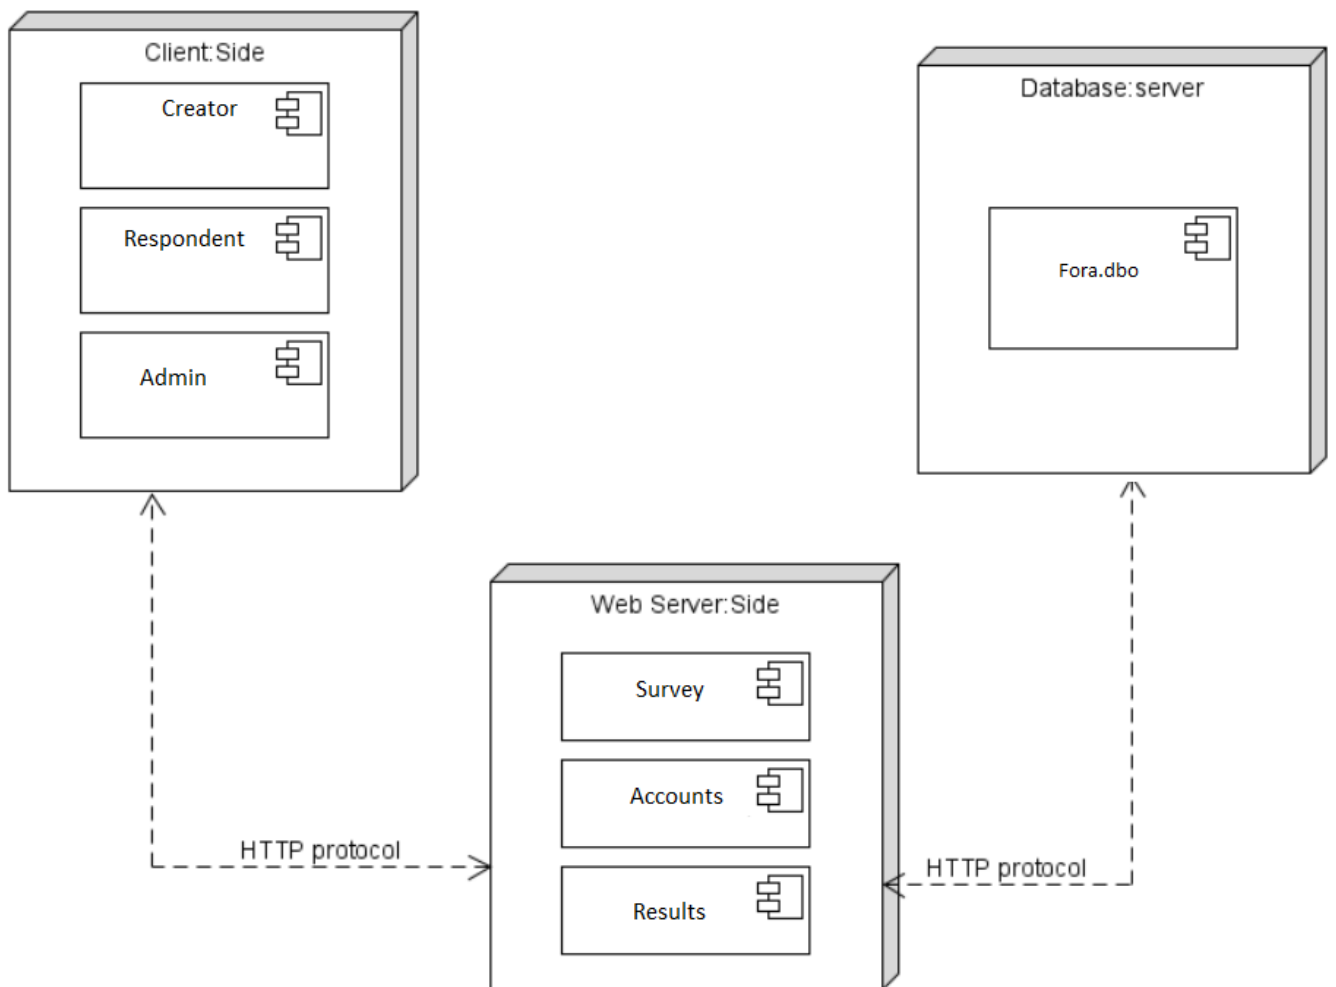 Client:Side
Creator
Respondent
Admin
Database:server
Fora.dbo
Web Server:Side
Survey
Accounts
Results
HTTP protocol
HTTP protocol